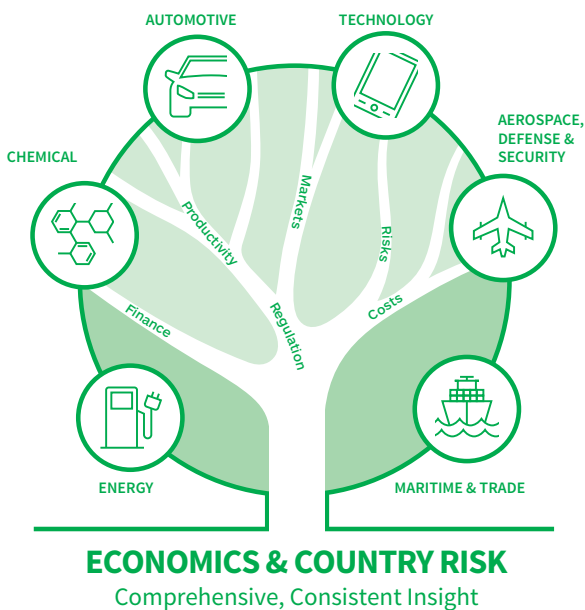 AUTOMOTIVE
TECHNOLOGY
AEROSPACE,
DEFENSE &
SECURITY
CHEMICAL
Productivity
Markets
Risks
Finance
Regulation
Costs
ENERGY
MARITIME & TRADE
ECONOMICS & COUNTRY RISK
Comprehensive, Consistent Insight